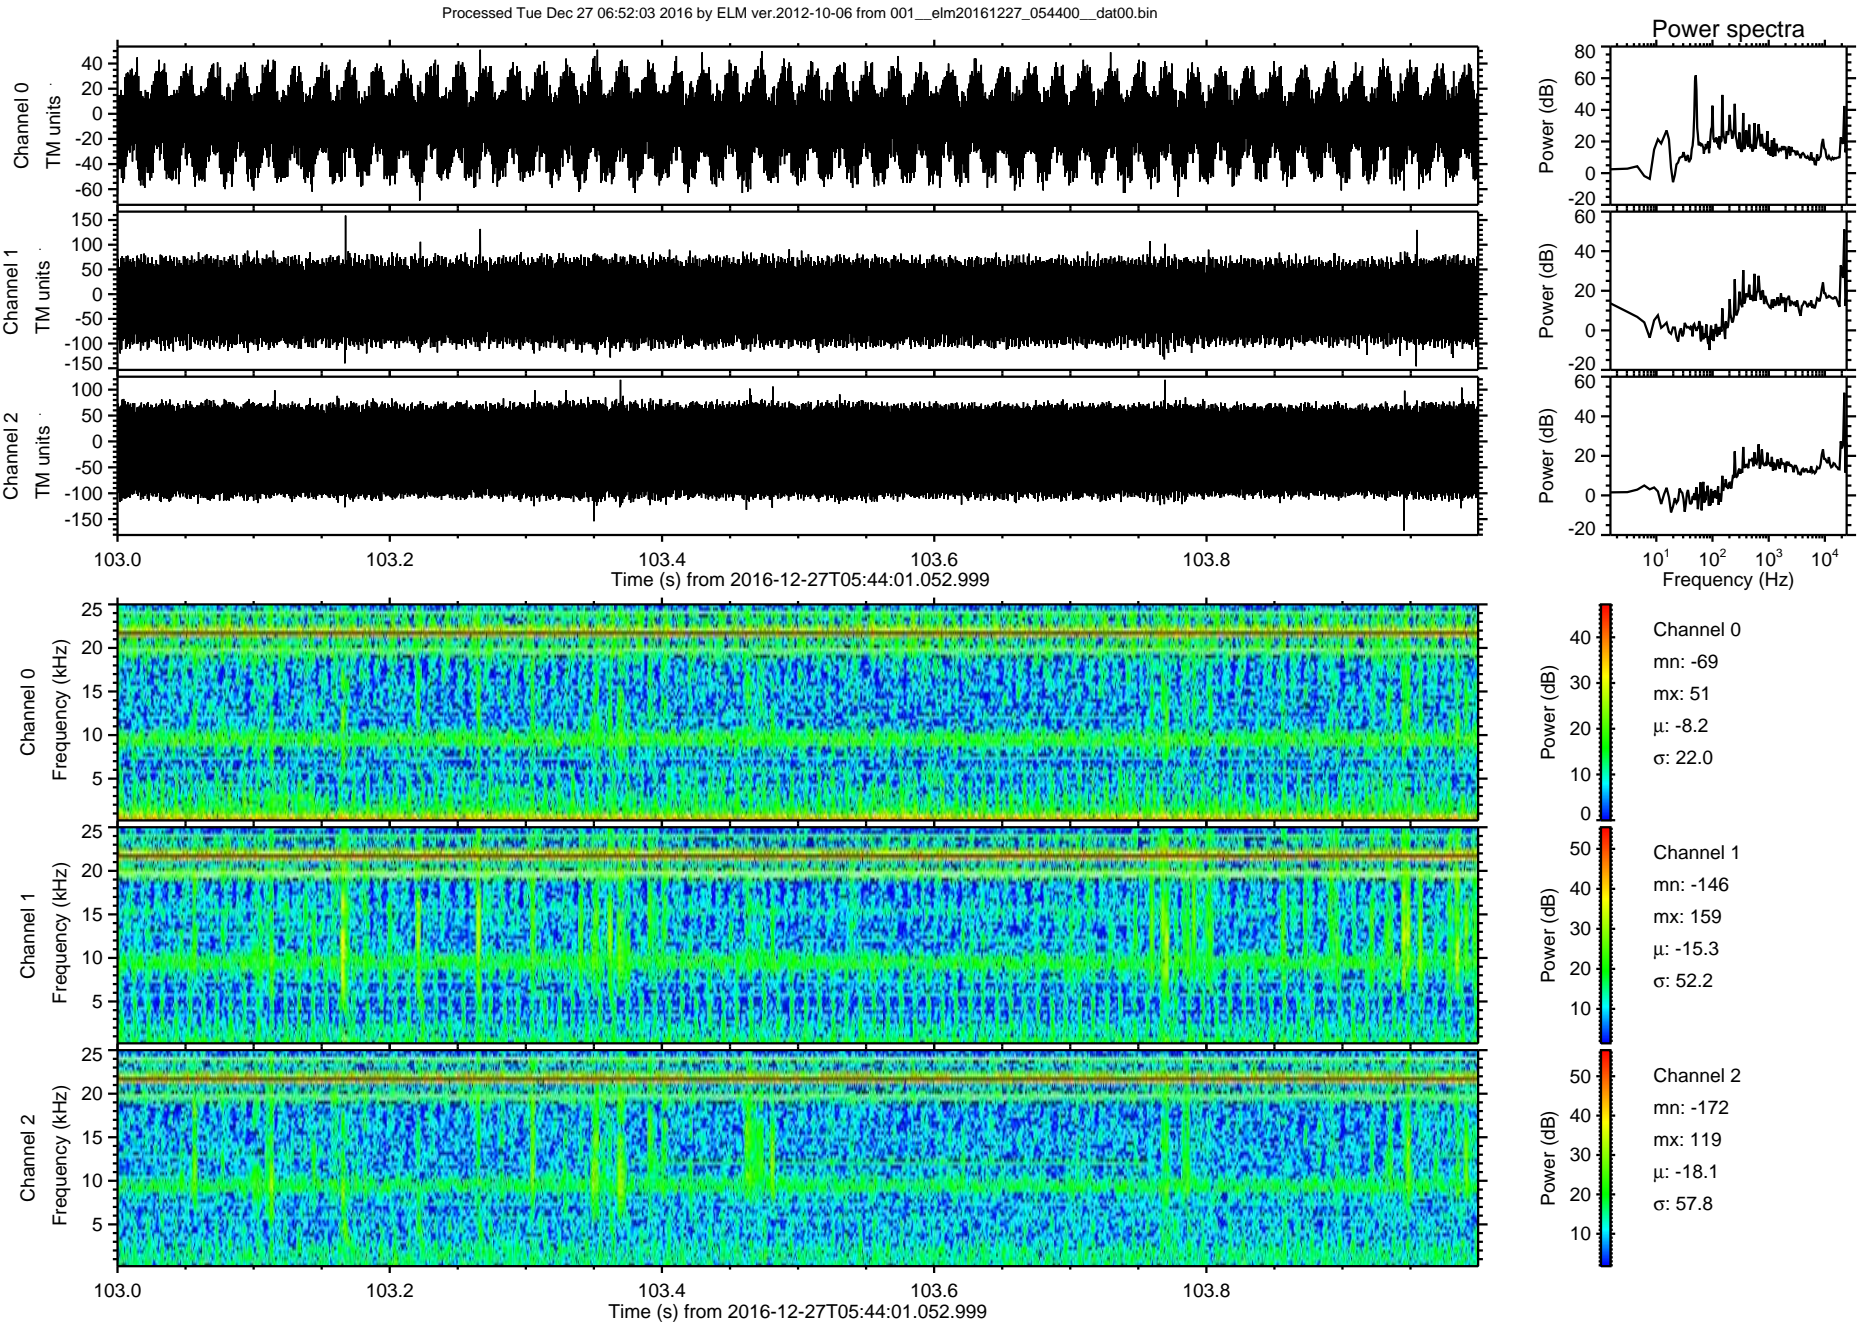 Processed Tue Dec 27 06:52:03 2016 by ELM ver.2012-10-06 from 001__elm20161227_054400__dat00.bin
Power spectra
Channel 0
TM units
40
20
0
-20
-40
-60
Power (dB)
80
60
40
20
0
-20
Channel 1
TM units
150
100
50
0
-50
-100
-150
Power (dB)
60
40
20
0
-20
Channel 2
TM units
100
50
0
-50
-100
-150
Power (dB)
60
40
20
0
-20
103.0 103.2 103.4 103.6 103.8
Time (s) from 2016-12-27T05:44:01.052.999
10^1 10^2 10^3 10^4
Frequency (Hz)
Channel 0
Frequency (kHz)
25
20
15
10
5
Power (dB)
40
30
20
10
0
Channel 0
mn: -69
mx: 51
μ: -8.2
σ: 22.0
Channel 1
Frequency (kHz)
25
20
15
10
5
Power (dB)
50
40
30
20
10
Channel 1
mn: -146
mx: 159
μ: -15.3
σ: 52.2
Channel 2
Frequency (kHz)
25
20
15
10
5
Power (dB)
50
40
30
20
10
Channel 2
mn: -172
mx: 119
μ: -18.1
σ: 57.8
103.0 103.2 103.4 103.6 103.8
Time (s) from 2016-12-27T05:44:01.052.999